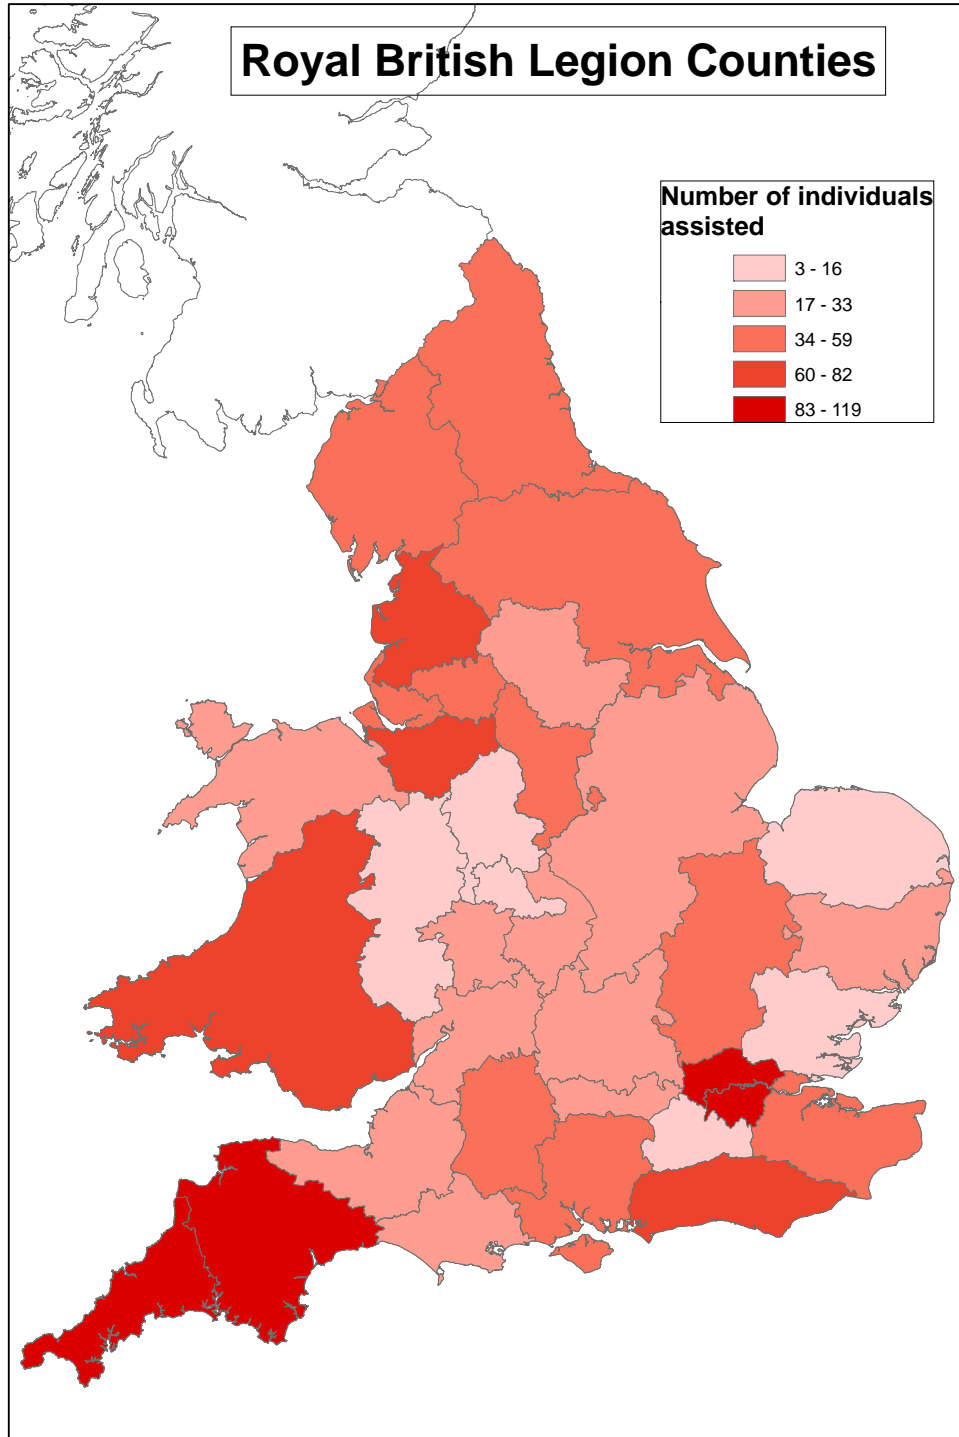 Royal British Legion Counties
Number of individuals
assisted
3 - 16
17 - 33
34 - 59
60 - 82
83 - 119